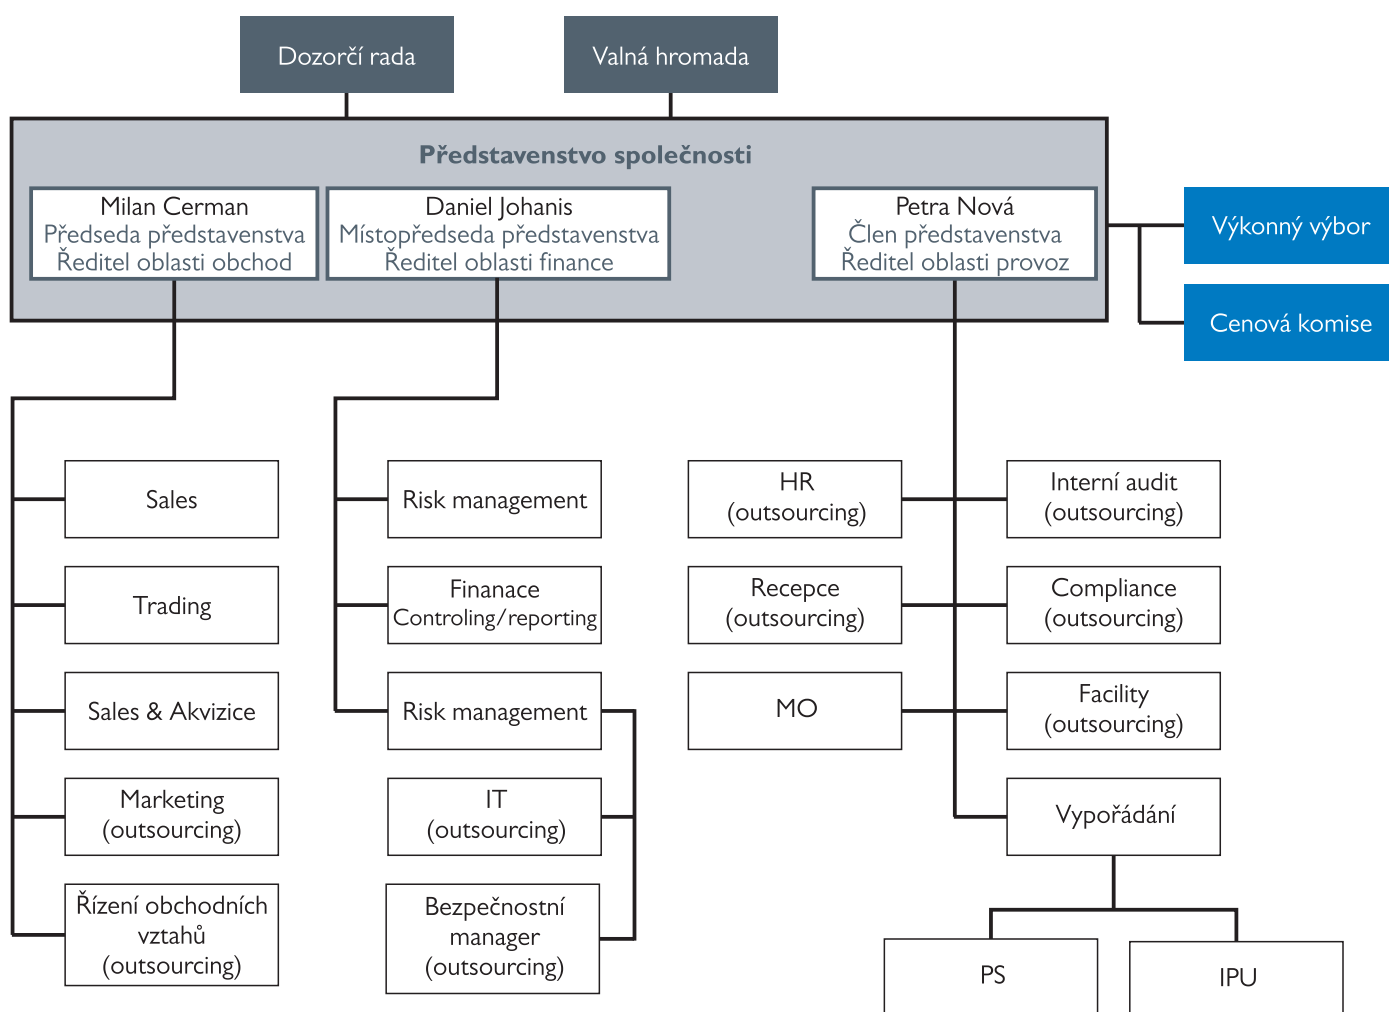 Dozorčí rada
Valná hromada
Představenstvo společnosti
Milan Cerman
Předseda představenstva
Ředitel oblasti obchod
Daniel Johanis
Místopředseda představenstva
Ředitel oblasti finance
Petra Nová
Člen představenstva
Ředitel oblasti provoz
Výkonný výbor
Cenová komise
Sales
Trading
Sales & Akvizice
Marketing
(outsourcing)
Řízení obchodních
vztahů
(outsourcing)
Risk management
Finanace
Controling/reporting
Risk management
IT
(outsourcing)
Bezpečnostní
manager
(outsourcing)
HR
(outsourcing)
Recepce
(outsourcing)
MO
Interní audit
(outsourcing)
Compliance
(outsourcing)
Facility
(outsourcing)
Vypořádání
PS
IPU